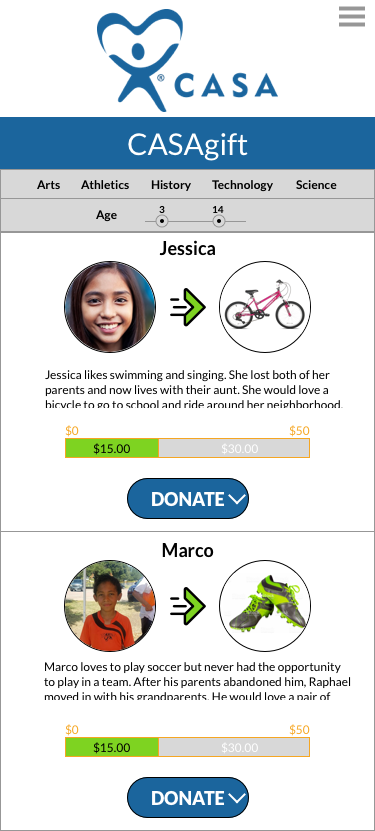 ® CASA
CASAgift
Arts Athletics History Technology Science
Age 3 14
Jessica
Jessica likes swimming and singing. She lost both of her
parents and now lives with their aunt. She would love a
bicycle to go to school and ride around her neighborhood.
$0 $50
$15.00 $30.00
DONATE
Marco
Marco loves to play soccer but never had the opportunity
to play in a team. After his parents abandoned him, Raphael
moved in with his grandparents. He would love a pair of
$0 $50
$15.00 $30.00
DONATE